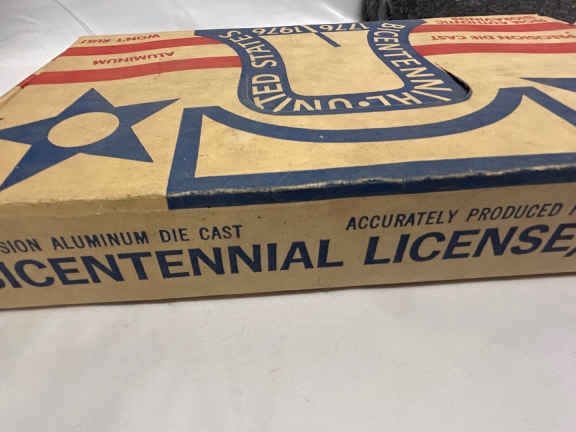 WON'T RUST
ALUMINUM
UNITED STATES
1776 1976
BICENTENNIAL
PRECISION DIE CAST
SION ALUMINUM DIE CAST
ACCURATELY PRODUCED
BICENTENNIAL LICENSE